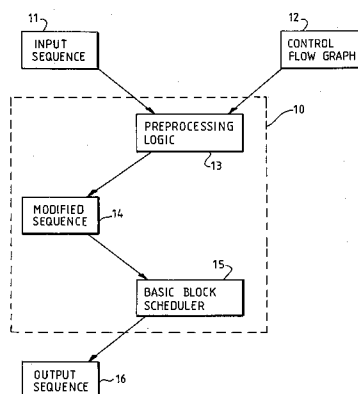 11
INPUT
SEQUENCE
12
CONTROL
FLOW GRAPH
10
PREPROCESSING
LOGIC
13
MODIFIED
SEQUENCE
14
15
BASIC BLOCK
SCHEDULER
OUTPUT
SEQUENCE
16